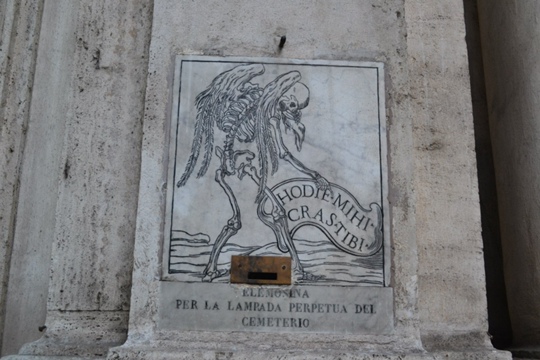 HODIE·MIHI·
CRAS·TIBI·
ELEMOSINA
PER LA LAMPADA PERPETUA DEL
CEMETERIO